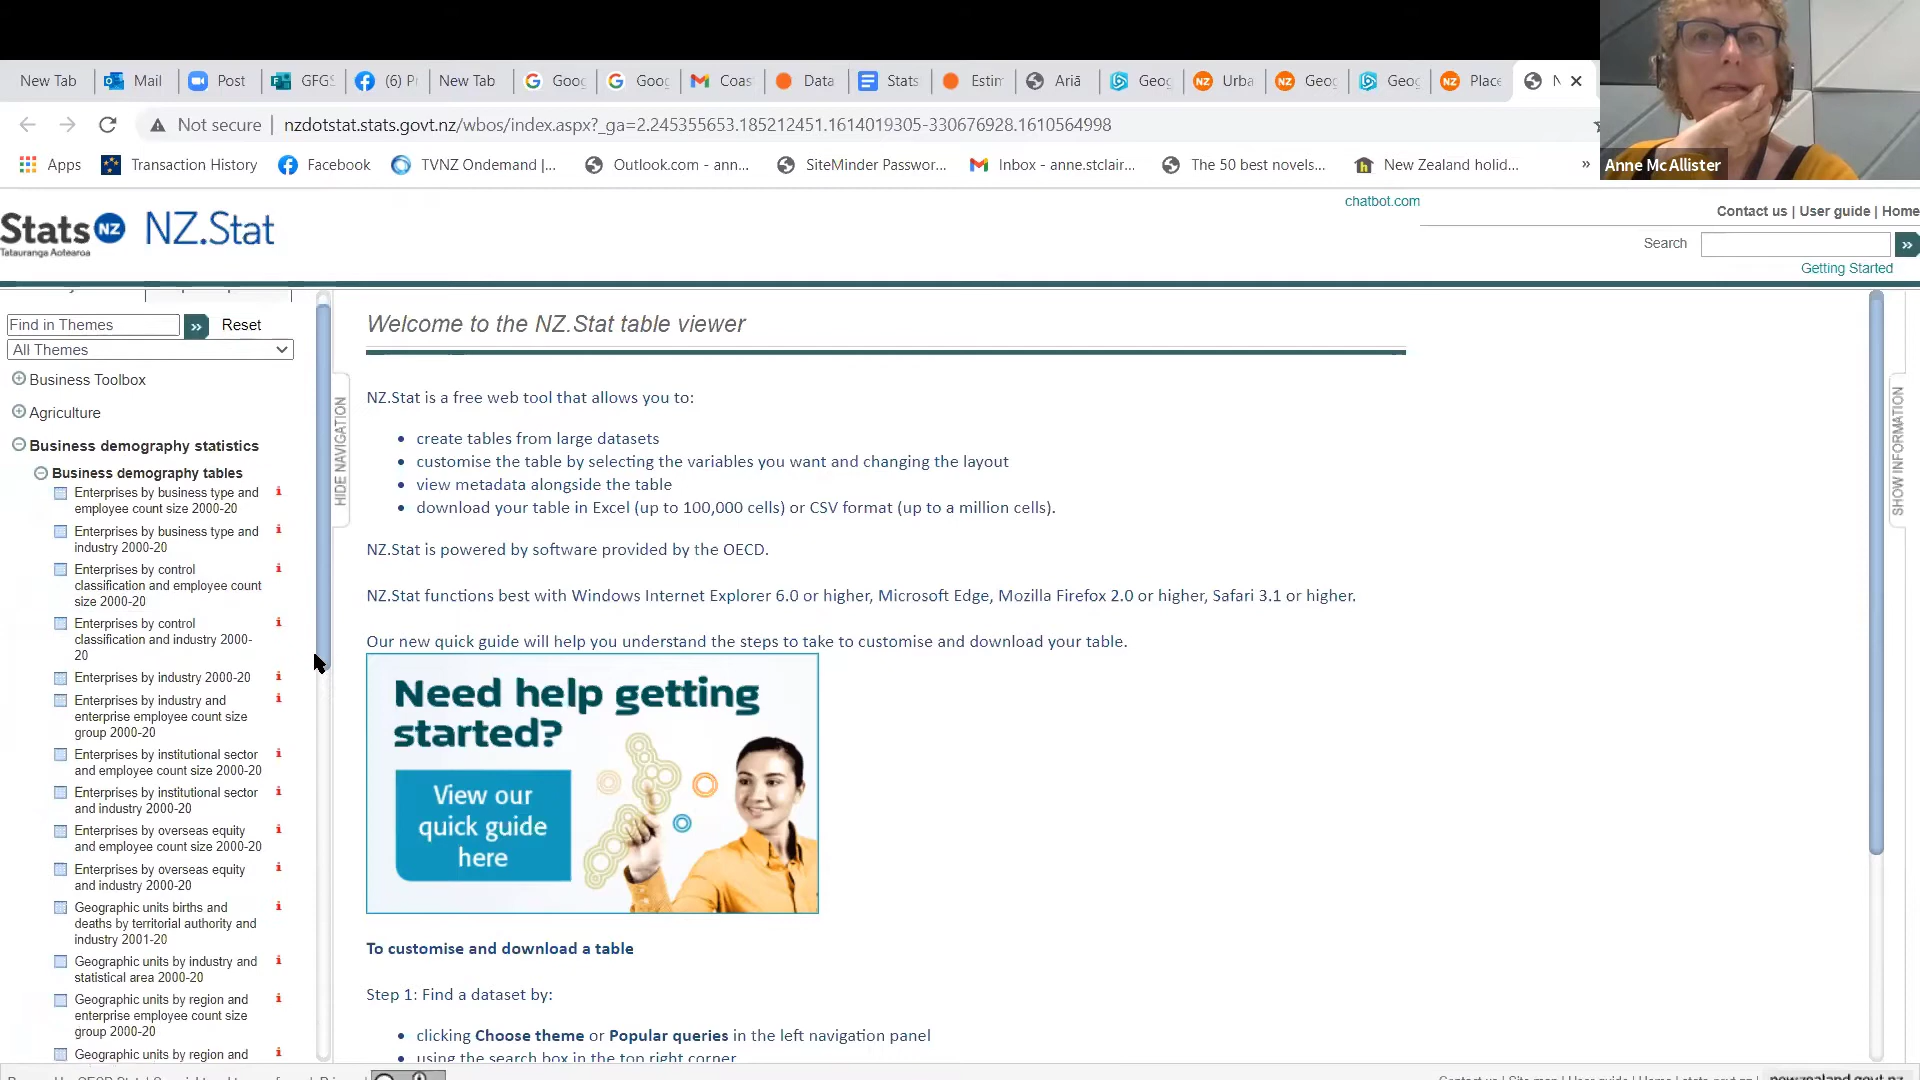 New Tab
Mail
Post
GFGS
(6) Pr
New Tab
Goog
Goog
Coas
Data
Stats
Estim
Ariā
Geog
Urba
Geog
Geog
Place
N
Not secure | nzdotstat.stats.govt.nz/wbos/index.aspx?_ga=2.245355653.185212451.1614019305-330676928.1610564998
Apps
Transaction History
Facebook
TVNZ Ondemand |...
Outlook.com - ann...
SiteMinder Passwor...
Inbox - anne.stclair...
The 50 best novels...
New Zealand holid...
»
Anne McAllister
Stats NZ
Tatauranga Aotearoa
NZ.Stat
chatbot.com
Contact us | User guide | Home
Search
»
Getting Started
Find in Themes
»
Reset
All Themes
Business Toolbox
Agriculture
Business demography statistics
Business demography tables
Enterprises by business type and
employee count size 2000-20
Enterprises by business type and
industry 2000-20
Enterprises by control
classification and employee count
size 2000-20
Enterprises by control
classification and industry 2000-
20
Enterprises by industry 2000-20
Enterprises by industry and
enterprise employee count size
group 2000-20
Enterprises by institutional sector
and employee count size 2000-20
Enterprises by institutional sector
and industry 2000-20
Enterprises by overseas equity
and employee count size 2000-20
Enterprises by overseas equity
and industry 2000-20
Geographic units births and
deaths by territorial authority and
industry 2001-20
Geographic units by industry and
statistical area 2000-20
Geographic units by region and
enterprise employee count size
group 2000-20
Geographic units by region and
HIDE NAVIGATION
Welcome to the NZ.Stat table viewer
NZ.Stat is a free web tool that allows you to:
• create tables from large datasets
• customise the table by selecting the variables you want and changing the layout
• view metadata alongside the table
• download your table in Excel (up to 100,000 cells) or CSV format (up to a million cells).
NZ.Stat is powered by software provided by the OECD.
NZ.Stat functions best with Windows Internet Explorer 6.0 or higher, Microsoft Edge, Mozilla Firefox 2.0 or higher, Safari 3.1 or higher.
Our new quick guide will help you understand the steps to take to customise and download your table.
Need help getting
started?
View our
quick guide
here
To customise and download a table
Step 1: Find a dataset by:
• clicking Choose theme or Popular queries in the left navigation panel
• using the search box in the top right corner
SHOW INFORMATION
newzealand.govt.nz